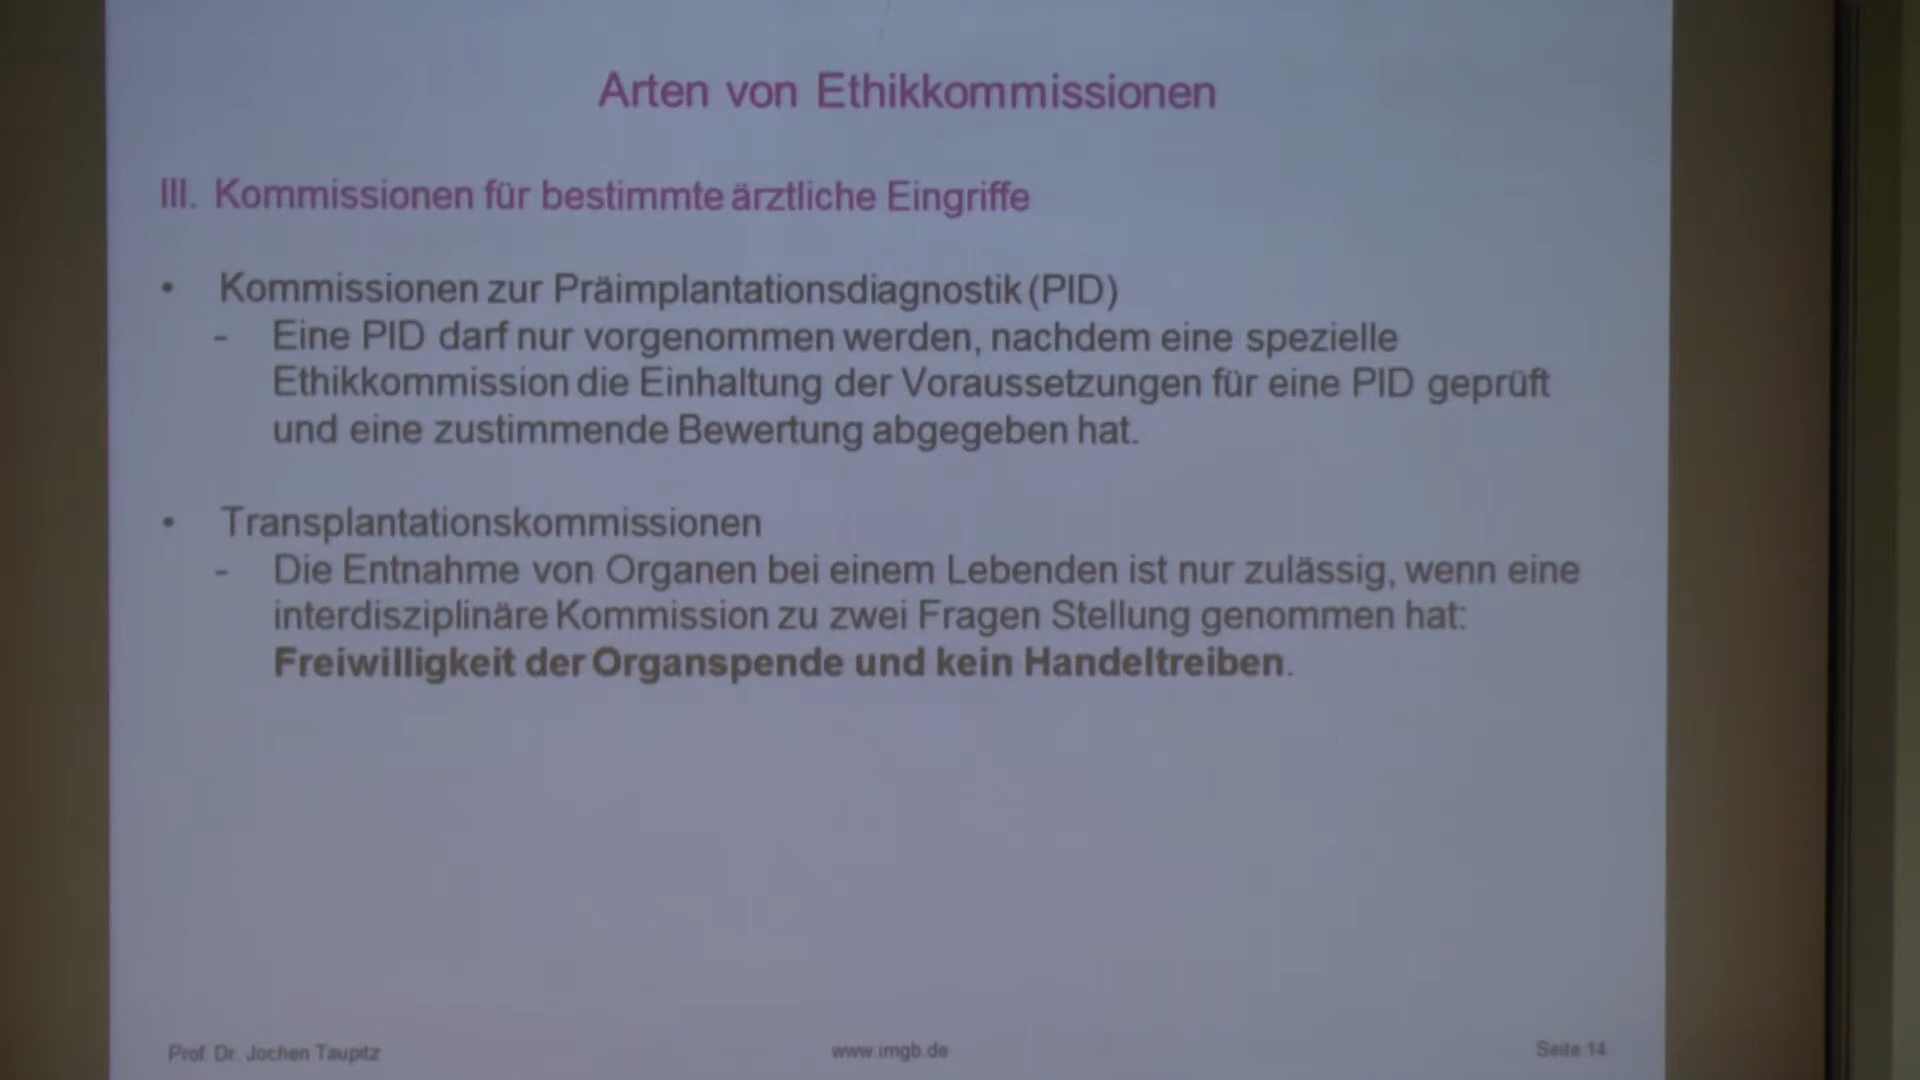 Arten von Ethikkommissionen
III. Kommissionen für bestimmte ärztliche Eingriffe
• Kommissionen zur Präimplantationsdiagnostik (PID)
- Eine PID darf nur vorgenommen werden, nachdem eine spezielle
Ethikkommission die Einhaltung der Voraussetzungen für eine PID geprüft
und eine zustimmende Bewertung abgegeben hat.
• Transplantationskommissionen
- Die Entnahme von Organen bei einem Lebenden ist nur zulässig, wenn eine
interdisziplinäre Kommission zu zwei Fragen Stellung genommen hat:
Freiwilligkeit der Organspende und kein Handeltreiben.
Prof. Dr. Jochen Taupitz
www.imgb.de
Seite 14